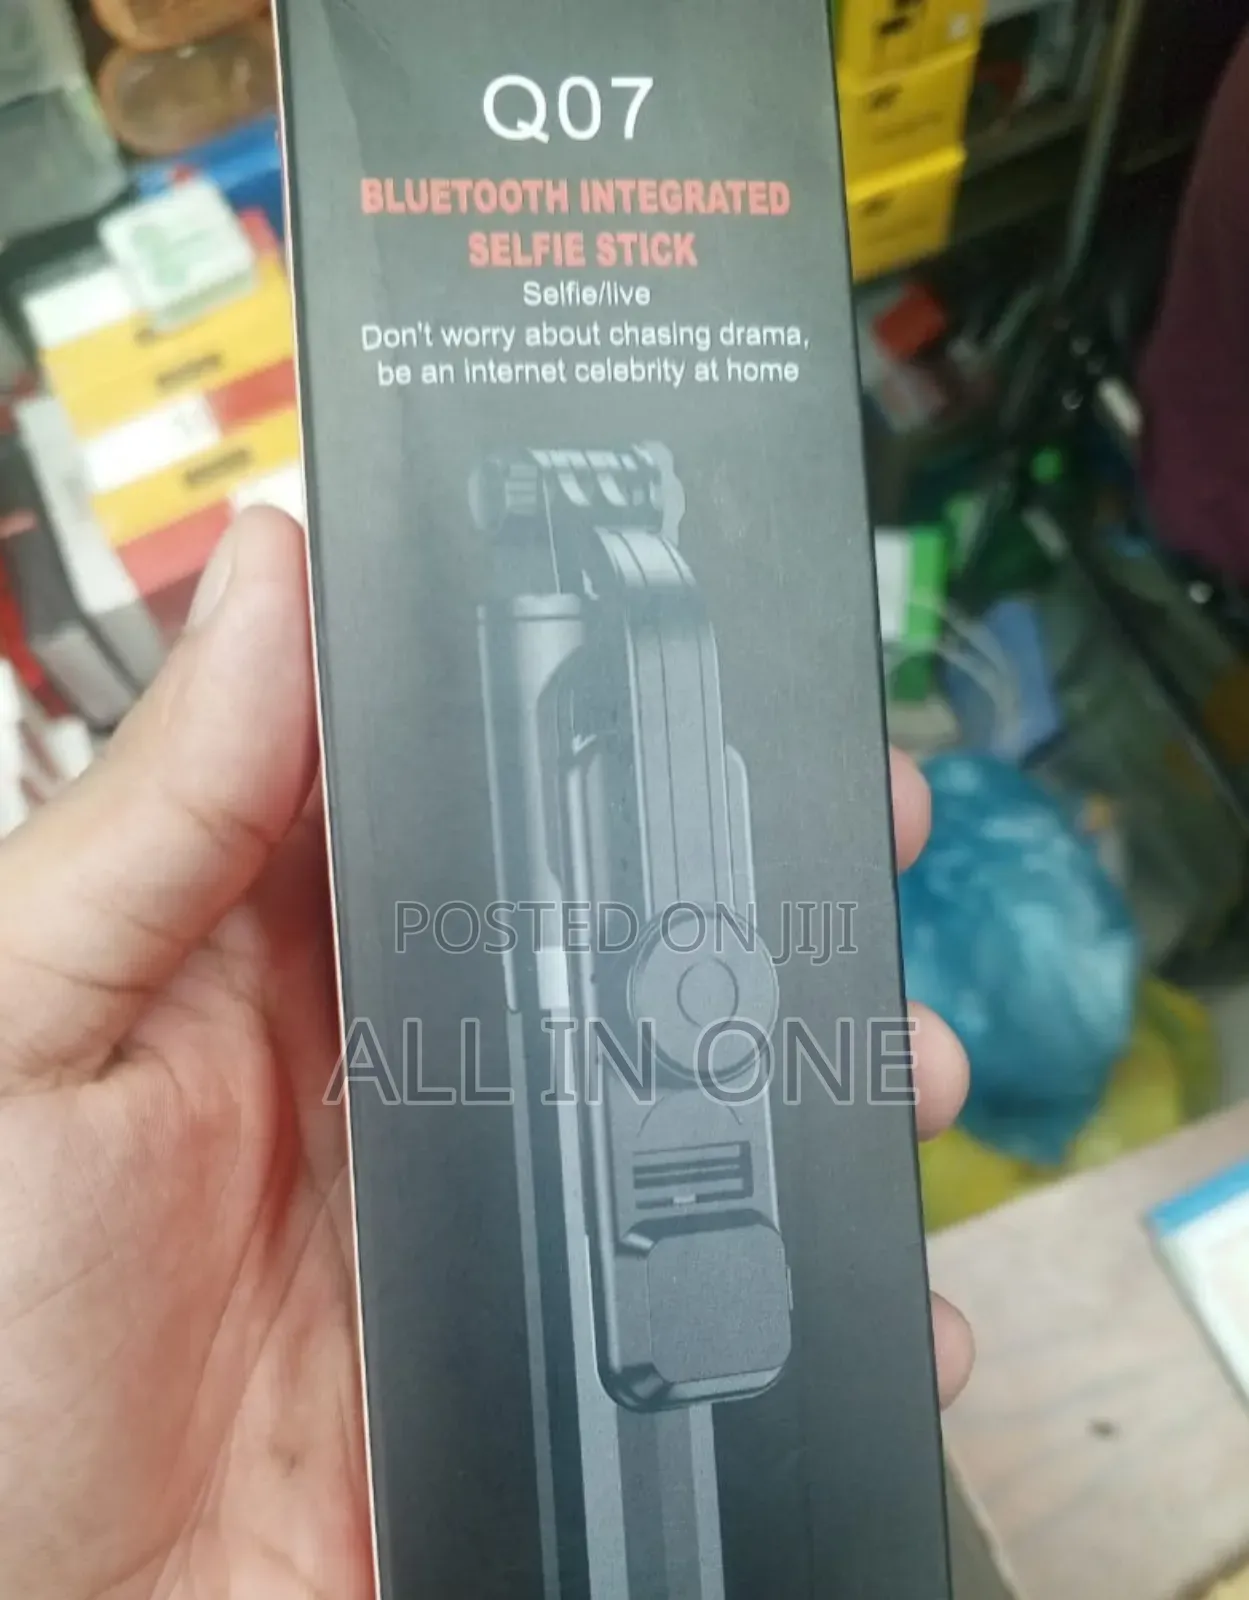 Q07
BLUETOOTH INTEGRATED
SELFIE STICK
Selfie/live
Don't worry about chasing drama,
be an internet celebrity at home
POSTED ON JIJI
ALL IN ONE